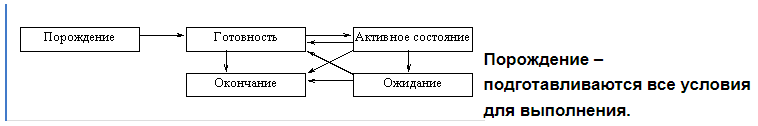 Порождение
Готовность
Активное состояние
Окончание
Ожидание
Порождение –
подготавливаются все условия
для выполнения.